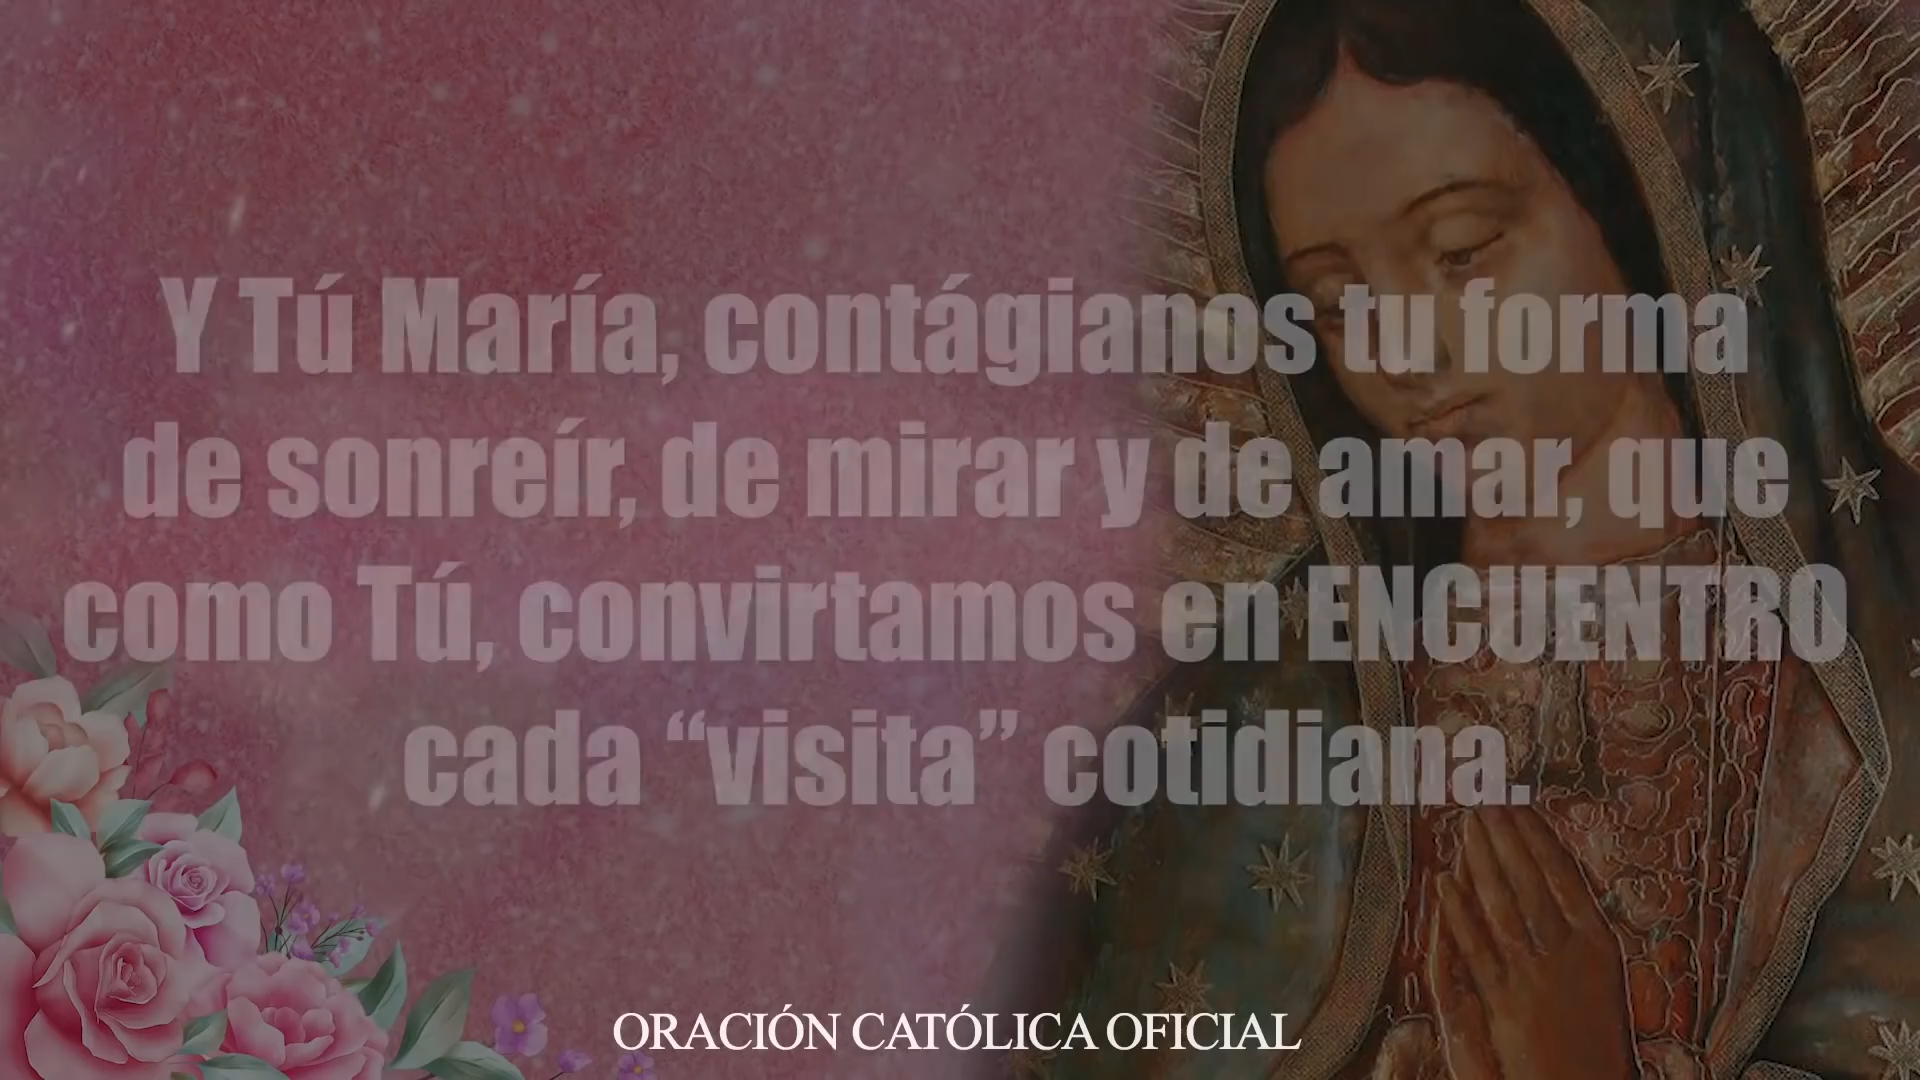 Y Tú María, contágianos tu forma
de sonreír, de mirar y de amar, que
como Tú, convirtamos en ENCUENTRO
cada “visita” cotidiana.
ORACIÓN CATÓLICA OFICIAL